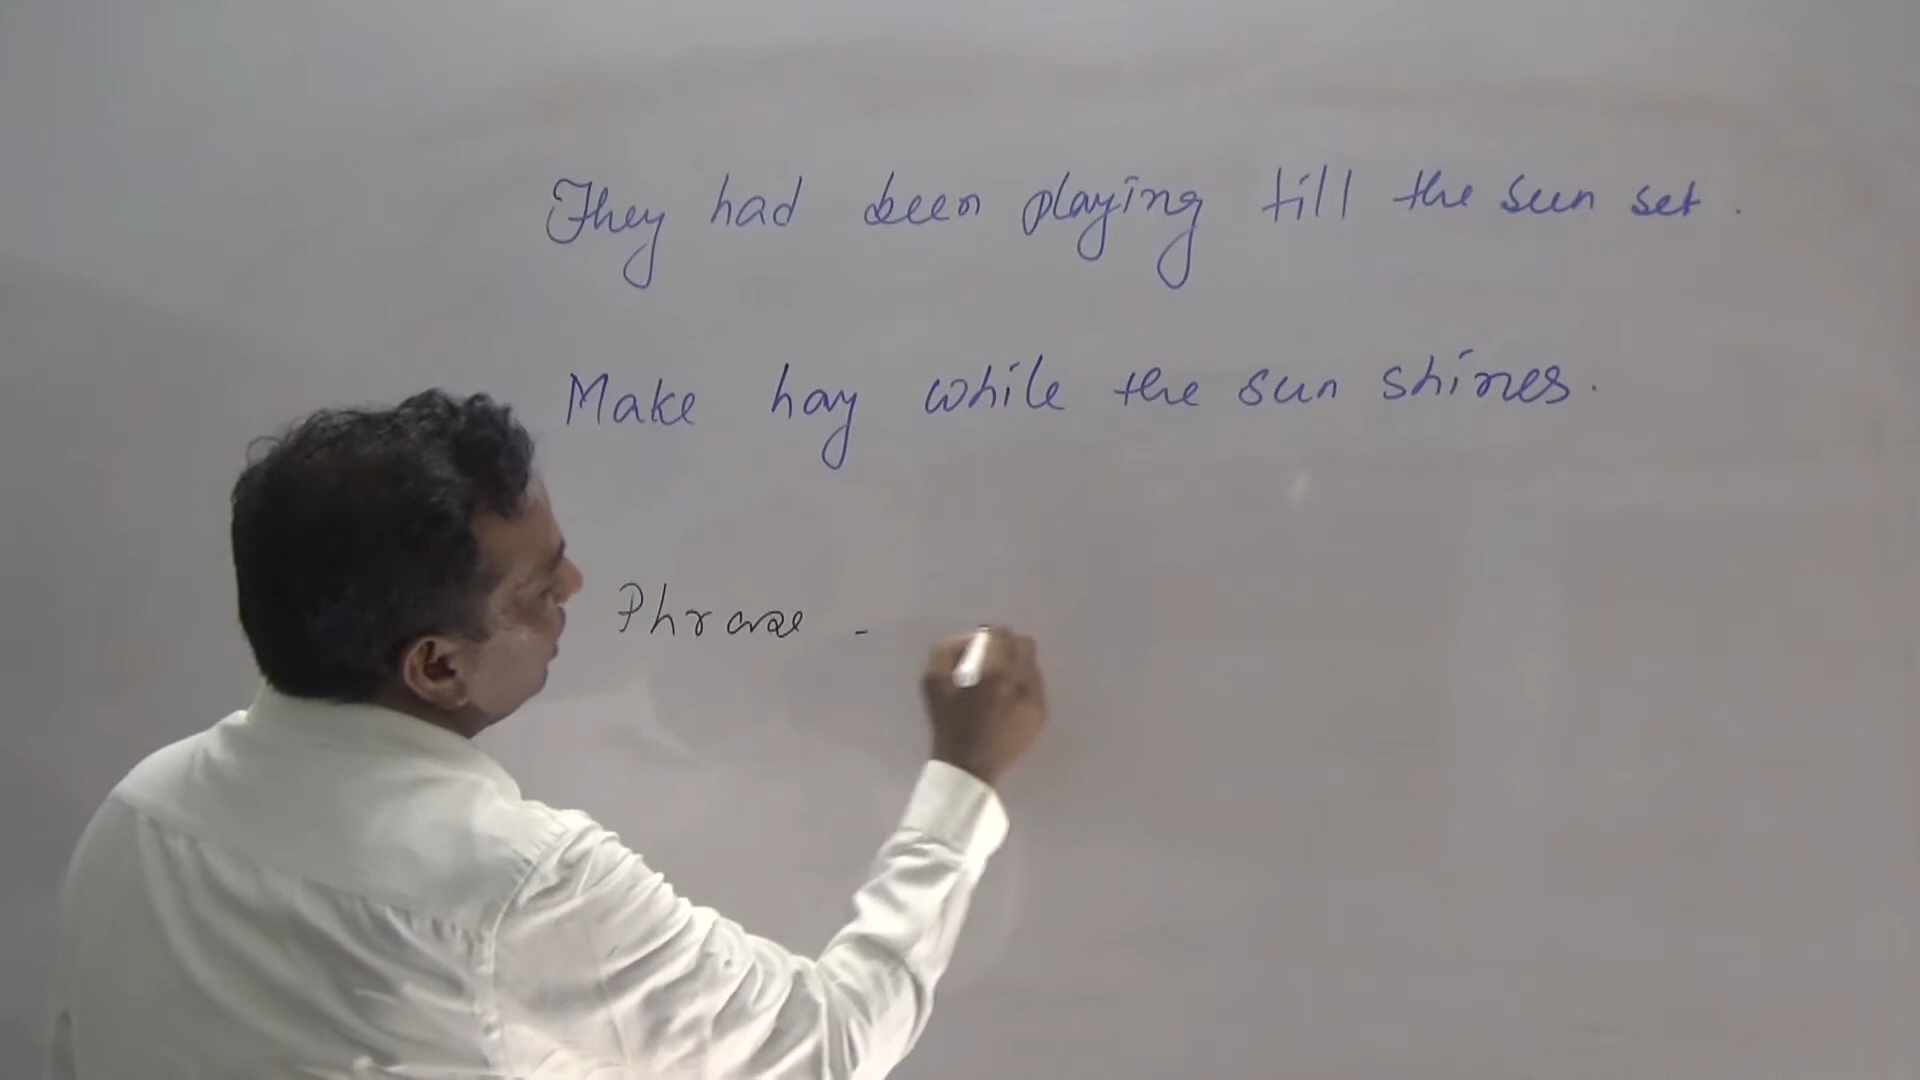 They had been playing till the sun set.
Make hay while the sun shines.
Phrase -